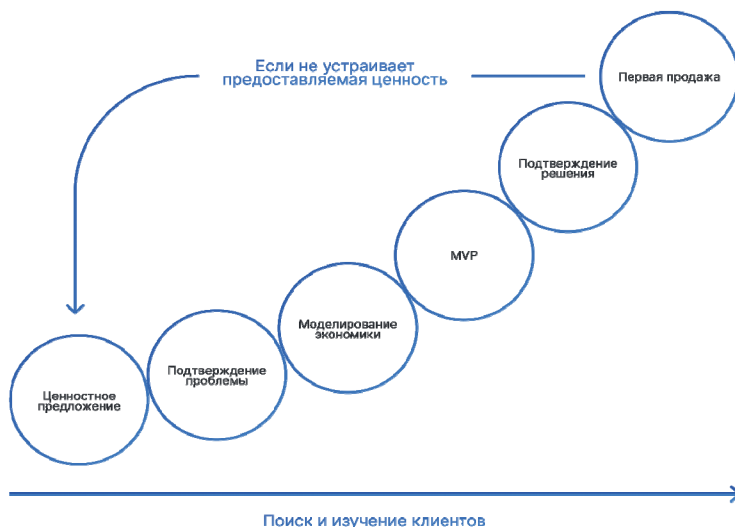 Если не устраивает
предоставляемая ценность
Первая продажа
Подтверждение
решения
MVP
Моделирование
экономики
Подтверждение
проблемы
Ценностное
предложение
Поиск и изучение клиентов